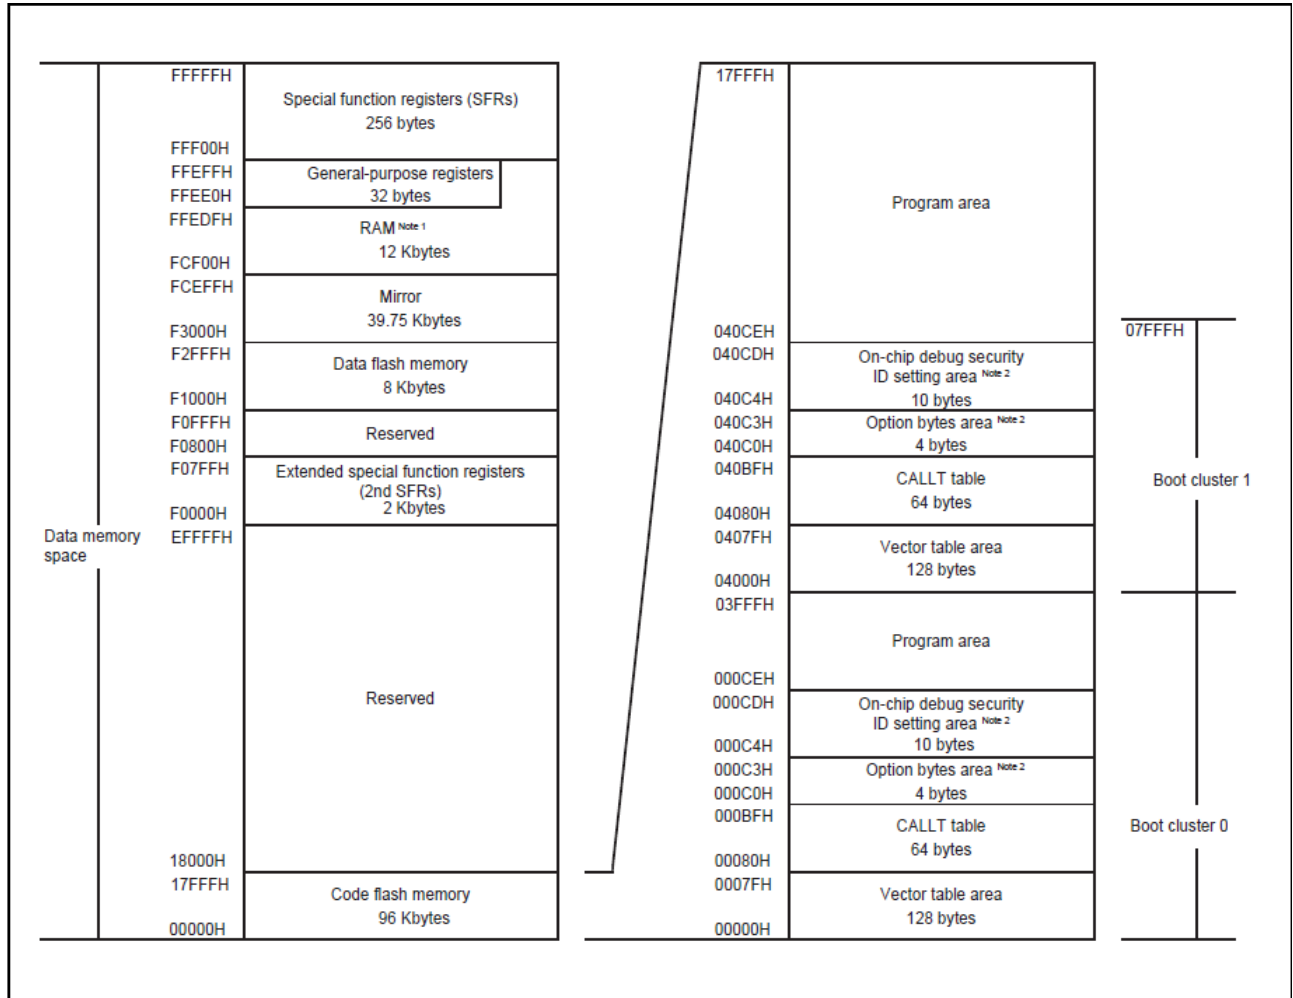 FFFFFH
Special function registers (SFRs)
256 bytes
FFF00H
FFEFFH
General-purpose registers
32 bytes
FFEE0H
FFEDFH
RAM Note 1
12 Kbytes
FCF00H
FCEFFH
Mirror
39.75 Kbytes
F3000H
F2FFFH
Data flash memory
8 Kbytes
F1000H
F0FFFH
Reserved
F0800H
F07FFH
Extended special function registers
(2nd SFRs)
2 Kbytes
F0000H
EFFFFH
Data memory
space
Reserved
18000H
17FFFH
Code flash memory
96 Kbytes
00000H
17FFFH
Program area
040CEH
040CDH
On-chip debug security
ID setting area Note 2
10 bytes
040C4H
040C3H
Option bytes area Note 2
4 bytes
040C0H
040BFH
CALLT table
64 bytes
04080H
0407FH
Vector table area
128 bytes
04000H
03FFFH
Program area
000CEH
000CDH
On-chip debug security
ID setting area Note 2
10 bytes
000C4H
000C3H
Option bytes area Note 2
4 bytes
000C0H
000BFH
CALLT table
64 bytes
00080H
0007FH
Vector table area
128 bytes
00000H
07FFFH
Boot cluster 1
Boot cluster 0